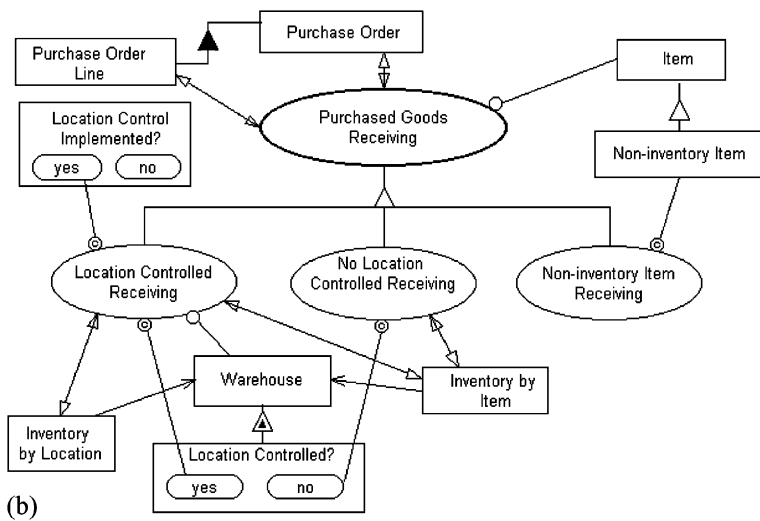 Purchase Order
Purchase Order
Line
Item
Location Control
Implemented?
yes
no
Purchased Goods
Receiving
Non-inventory Item
Location Controlled
Receiving
No Location
Controlled Receiving
Non-inventory Item
Receiving
Warehouse
Inventory by
Item
Inventory
by Location
Location Controlled?
yes
no
(b)